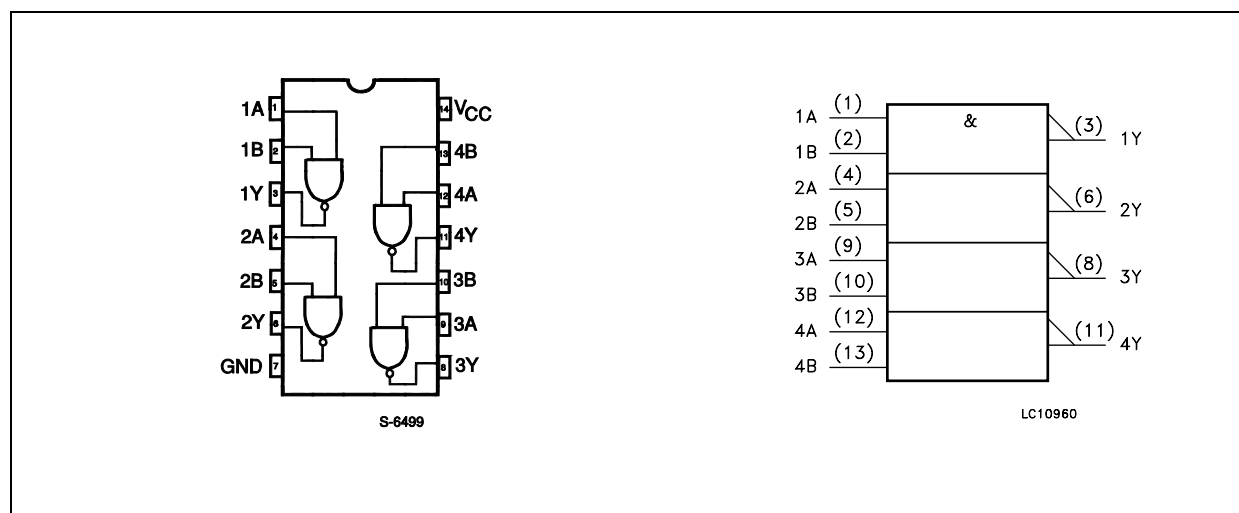 1A 1
1B 2
1Y 3
2A 4
2B 5
2Y 6
GND 7
14 VCC
13 4B
12 4A
11 4Y
10 3B
9 3A
8 3Y
S-6499
1A (1)
1B (2)
2A (4)
2B (5)
3A (9)
3B (10)
4A (12)
4B (13)
&
(3) 1Y
(6) 2Y
(8) 3Y
(11) 4Y
LC10960